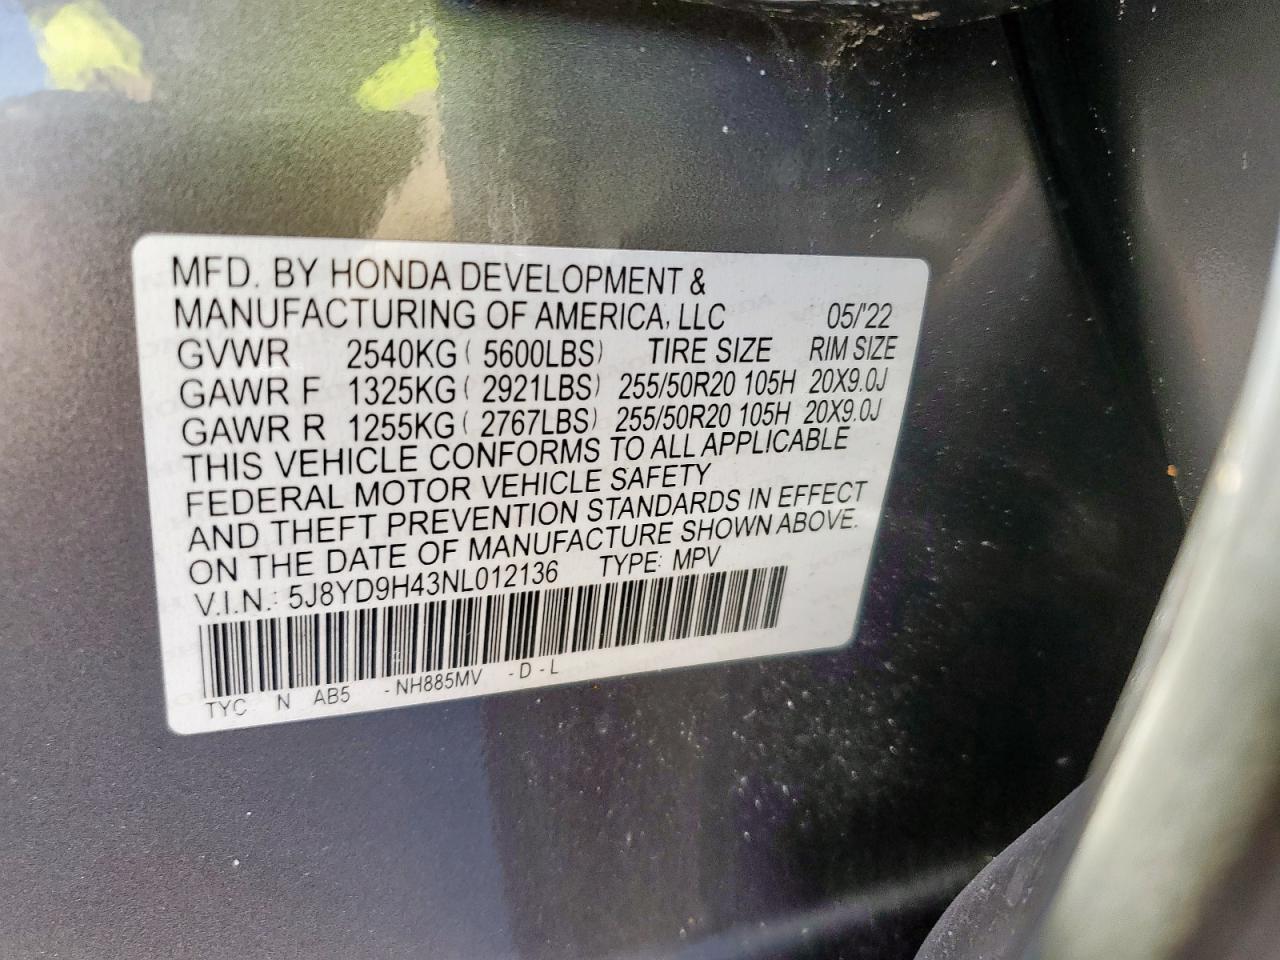 MFD. BY HONDA DEVELOPMENT &
MANUFACTURING OF AMERICA, LLC 05/'22
GVWR 2540KG ( 5600LBS) TIRE SIZE RIM SIZE
GAWR F 1325KG ( 2921LBS) 255/50R20 105H 20X9.0J
GAWR R 1255KG ( 2767LBS) 255/50R20 105H 20X9.0J
THIS VEHICLE CONFORMS TO ALL APPLICABLE
FEDERAL MOTOR VEHICLE SAFETY
AND THEFT PREVENTION STANDARDS IN EFFECT
ON THE DATE OF MANUFACTURE SHOWN ABOVE.
V.I.N.: 5J8YD9H43NL012136 TYPE: MPV
TYC N AB5 -NH885MV -D-L